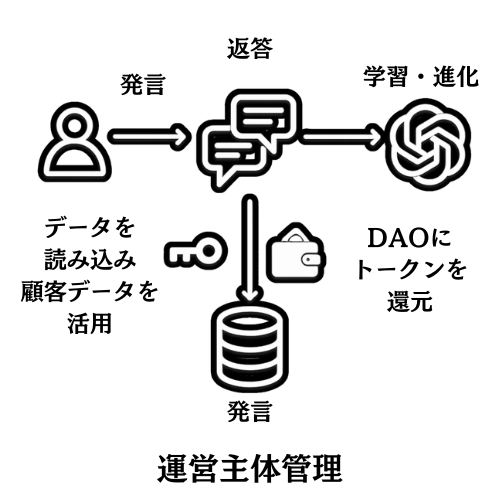 返答
発言
学習・進化
データを
読み込み
顧客データを
活用
DAOに
トークンを
還元
発言
運営主体管理